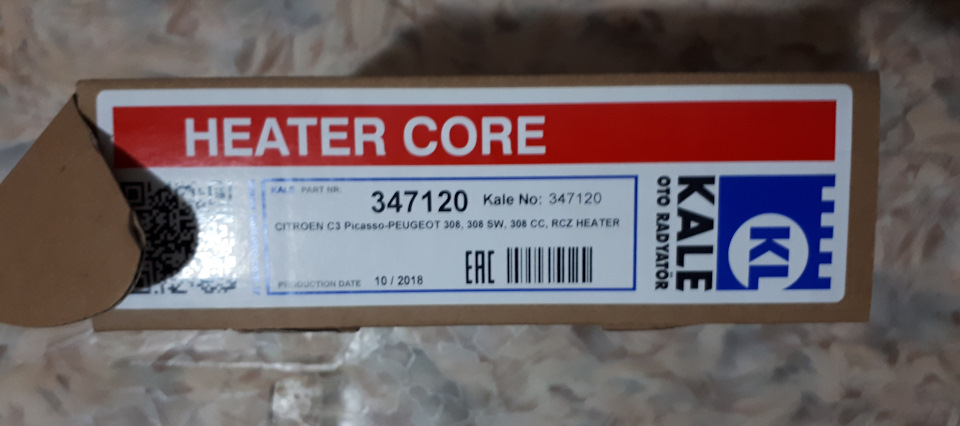 HEATER CORE
KALE PART NR:
347120 Kale No: 347120
CITROEN C3 Picasso-PEUGEOT 308, 308 SW, 308 CC, RCZ HEATER
EAC
PRODUCTION DATE 10 / 2018
KALE
OTO RADYATÖR
KL